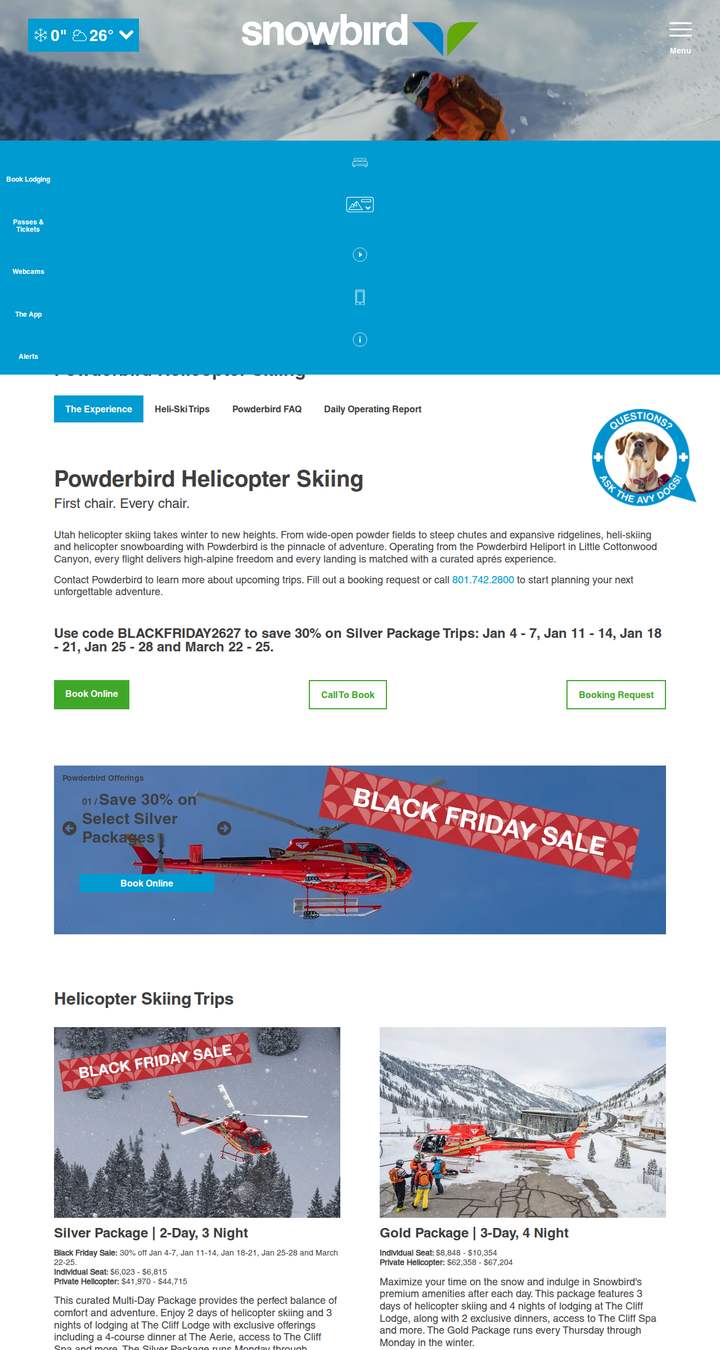 0" 26°
snowbird
Menu
Book Lodging
Passes &
Tickets
Webcams
The App
Alerts
Powderbird Helicopter Skiing
The Experience Heli-Ski Trips Powderbird FAQ Daily Operating Report
QUESTIONS?
ASK THE AVY DOGS!
Powderbird Helicopter Skiing
First chair. Every chair.
Utah helicopter skiing takes winter to new heights. From wide-open powder fields to steep chutes and expansive ridgelines, heli-skiing
and helicopter snowboarding with Powderbird is the pinnacle of adventure. Operating from the Powderbird Heliport in Little Cottonwood
Canyon, every flight delivers high-alpine freedom and every landing is matched with a curated aprés experience.
Contact Powderbird to learn more about upcoming trips. Fill out a booking request or call 801.742.2800 to start planning your next
unforgettable adventure.
Use code BLACKFRIDAY2627 to save 30% on Silver Package Trips: Jan 4 - 7, Jan 11 - 14, Jan 18
- 21, Jan 25 - 28 and March 22 - 25.
Book Online Call To Book Booking Request
Powderbird Offerings
01 / Save 30% on
Select Silver
Packages
Book Online
BLACK FRIDAY SALE
Helicopter Skiing Trips
BLACK FRIDAY SALE
Silver Package | 2-Day, 3 Night
Black Friday Sale: 30% off Jan 4-7, Jan 11-14, Jan 18-21, Jan 25-28 and March
22-25.
Individual Seat: $6,023 - $6,815
Private Helicopter: $41,970 - $44,715
This curated Multi-Day Package provides the perfect balance of
comfort and adventure. Enjoy 2 days of helicopter skiing and 3
nights of lodging at The Cliff Lodge with exclusive offerings
including a 4-course dinner at The Aerie, access to The Cliff
Spa and more. The Silver Package runs Monday through
Gold Package | 3-Day, 4 Night
Individual Seat: $8,848 - $10,354
Private Helicopter: $62,358 - $67,204
Maximize your time on the snow and indulge in Snowbird's
premium amenities after each day. This package features 3
days of helicopter skiing and 4 nights of lodging at The Cliff
Lodge, along with 2 exclusive dinners, access to The Cliff Spa
and more. The Gold Package runs every Thursday through
Monday in the winter.